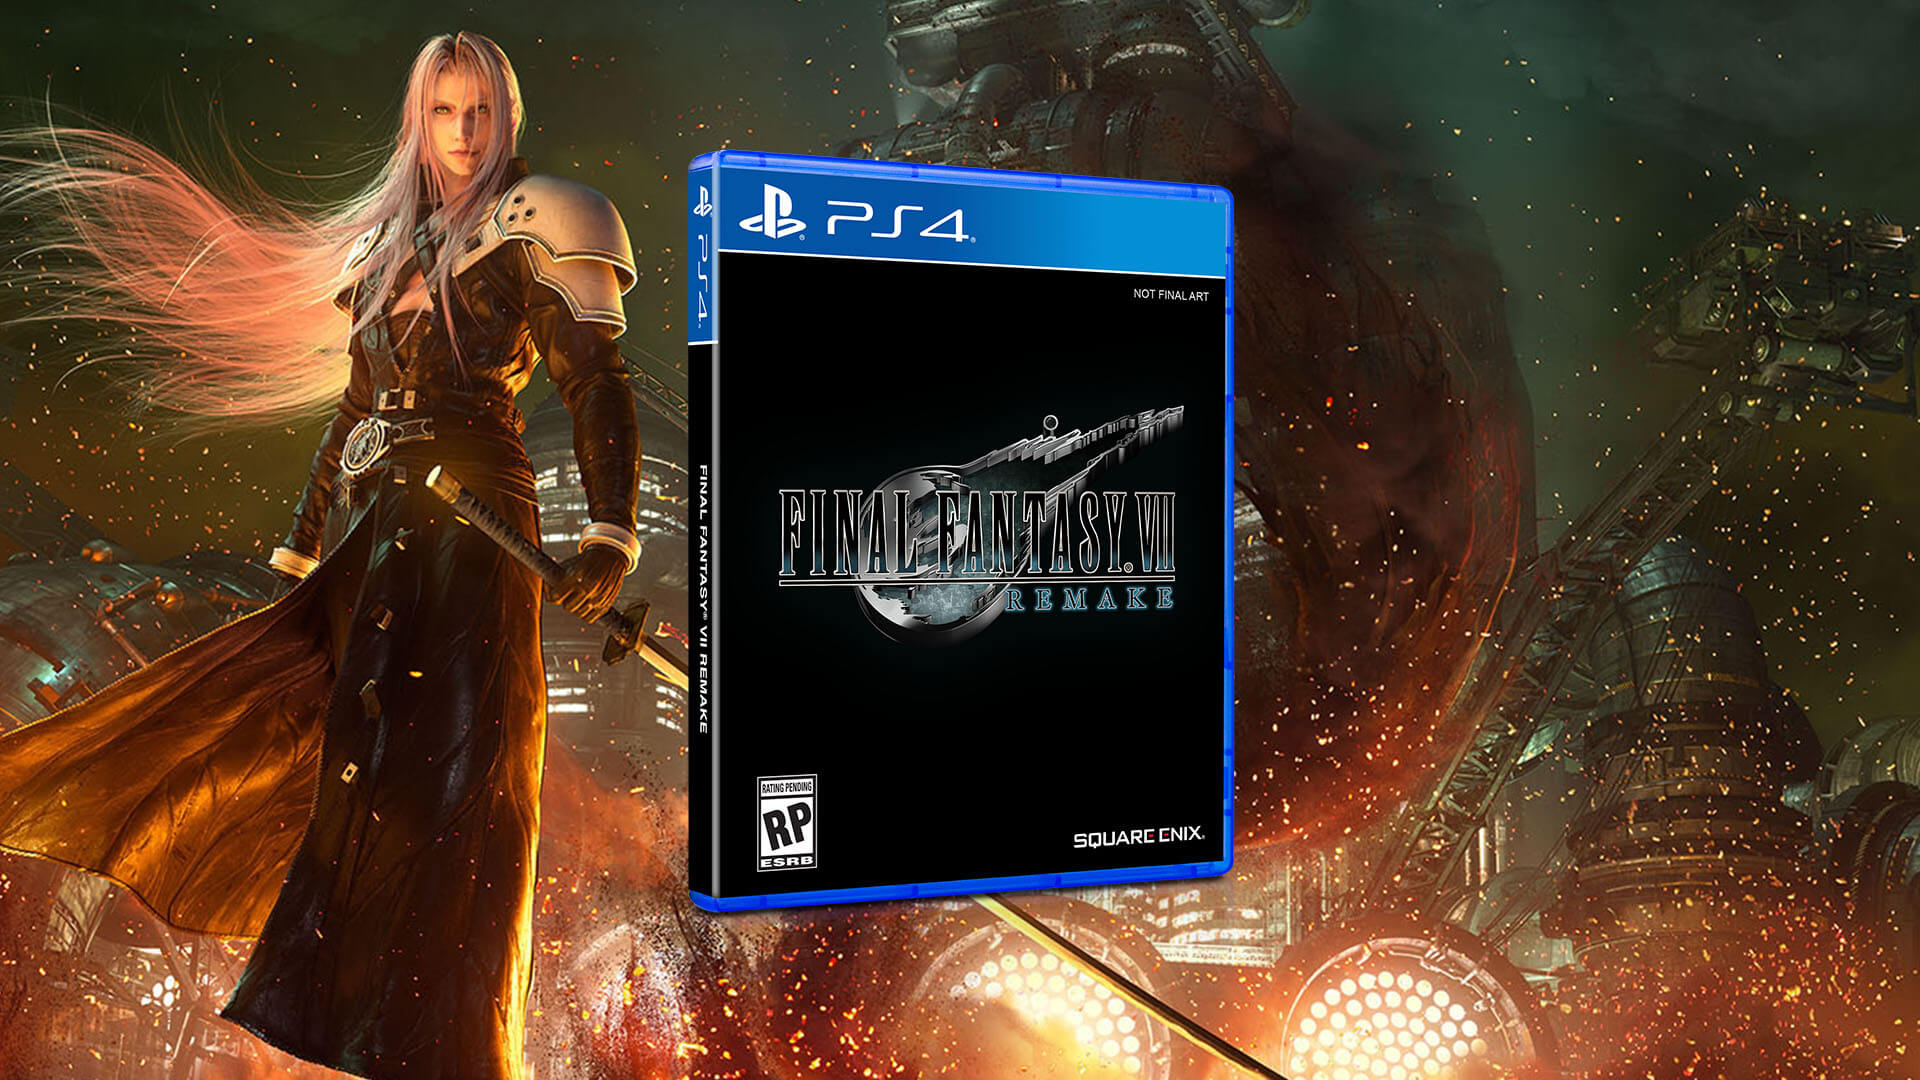 PS4
NOT FINAL ART
FINAL FANTASY VII
REMAKE
RATING PENDING
RP
ESRB
SQUARE ENIX
PS4
FINAL FANTASY® VII REMAKE